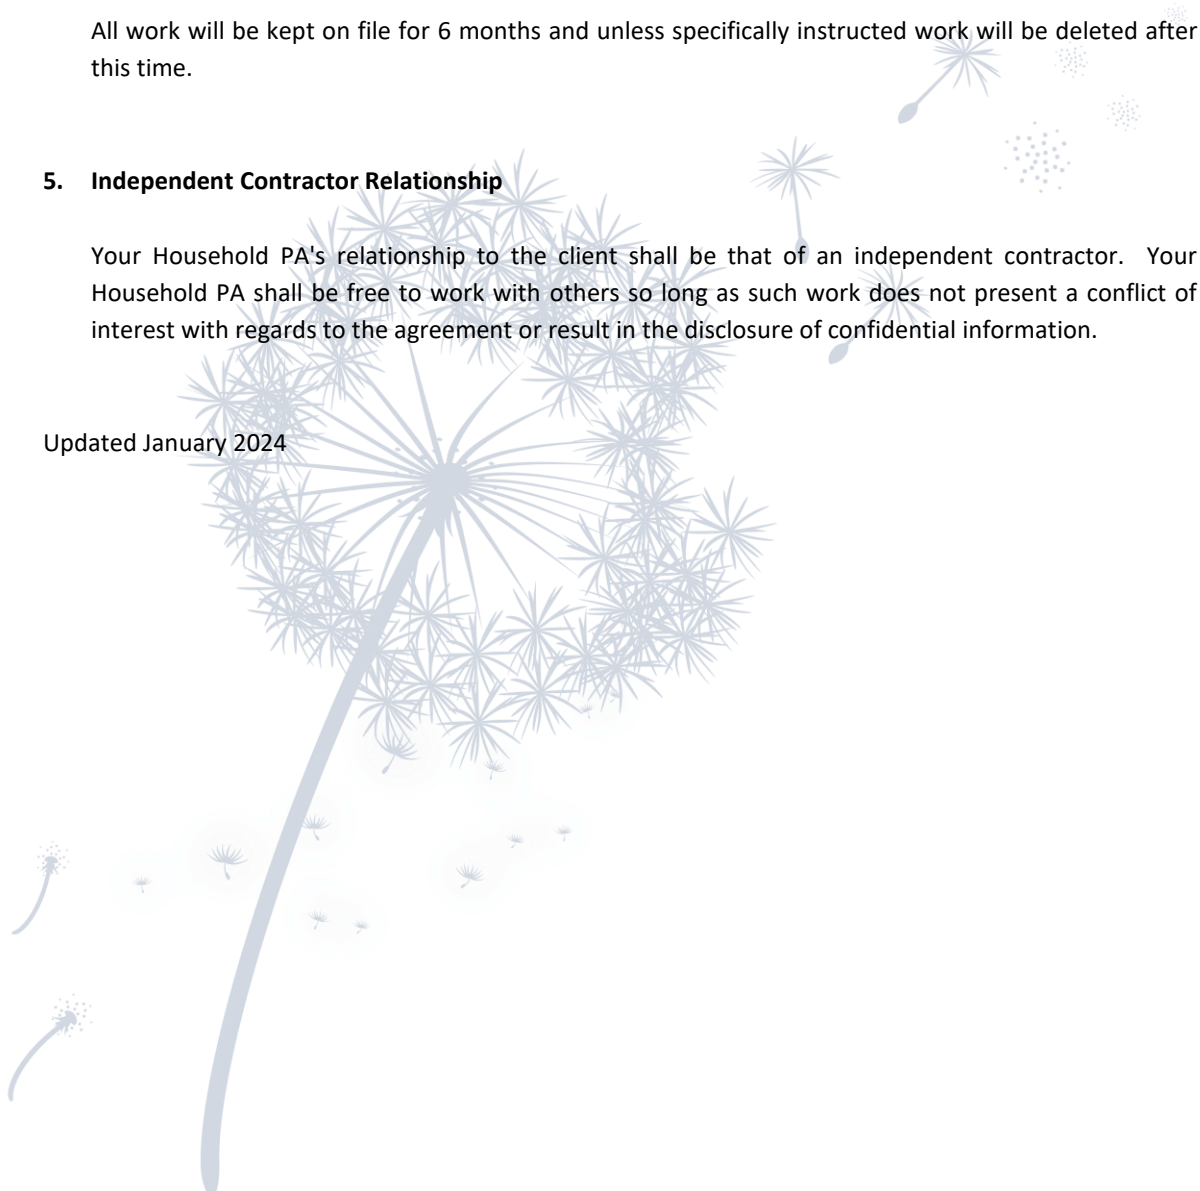 All work will be kept on file for 6 months and unless specifically instructed work will be deleted after
this time.
5. Independent Contractor Relationship
Your Household PA's relationship to the client shall be that of an independent contractor. Your
Household PA shall be free to work with others so long as such work does not present a conflict of
interest with regards to the agreement or result in the disclosure of confidential information.
Updated January 2024